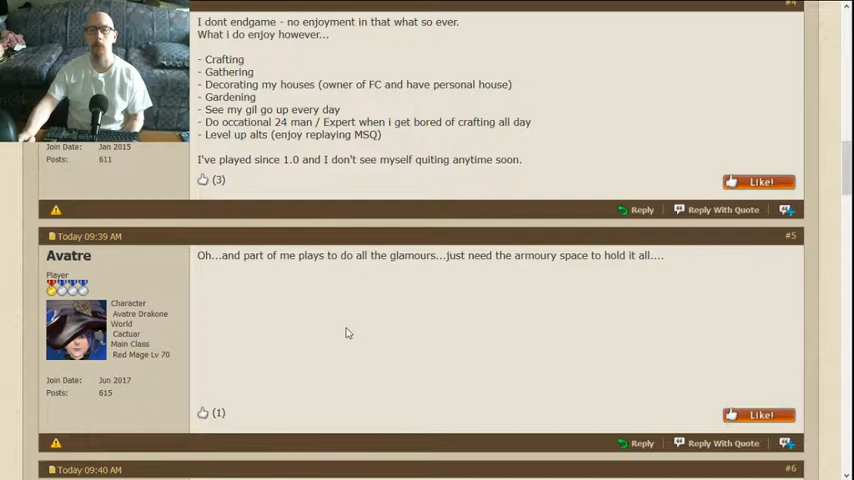 #4
I dont endgame - no enjoyment in that what so ever.
What i do enjoy however...
- Crafting
- Gathering
- Decorating my houses (owner of FC and have personal house)
- Gardening
- See my gil go up every day
- Do occational 24 man / Expert when i get bored of crafting all day
- Level up alts (enjoy replaying MSQ)
Join Date: Jan 2015
Posts: 611
I've played since 1.0 and I don't see myself quiting anytime soon.
(3)
Like!
Reply Reply With Quote
Today 09:39 AM #5
Avatre
Player
Character
Avatre Drakone
World
Cactuar
Main Class
Red Mage Lv 70
Join Date: Jun 2017
Posts: 615
Oh...and part of me plays to do all the glamours...just need the armoury space to hold it all....
(1)
Like!
Reply Reply With Quote
Today 09:40 AM #6